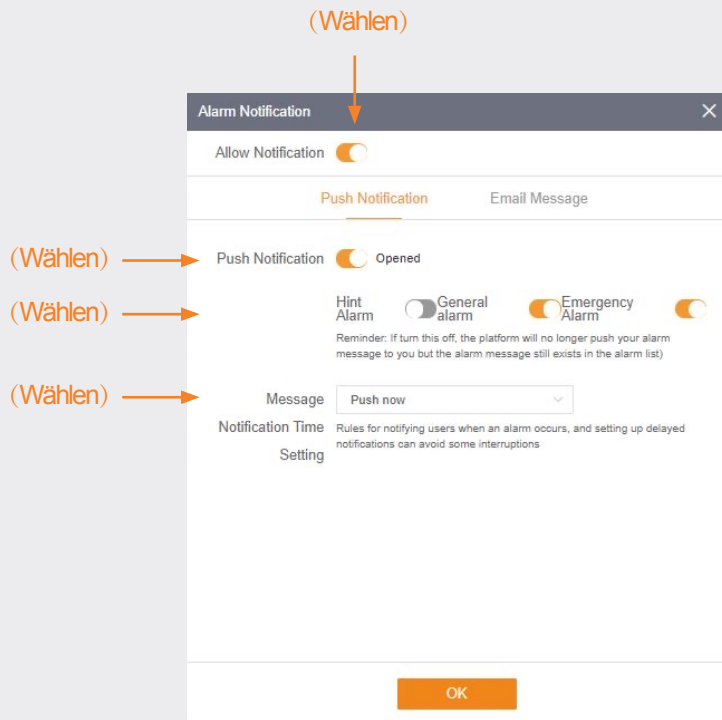 (Wählen)
Alarm Notification
Allow Notification
Push Notification Email Message
(Wählen) Push Notification Opened
(Wählen) Hint Alarm General alarm Emergency Alarm
Reminder: If turn this off, the platform will no longer push your alarm
message to you but the alarm message still exists in the alarm list)
(Wählen) Message Push now
Notification Time Rules for notifying users when an alarm occurs, and setting up delayed
Setting notifications can avoid some interruptions
OK